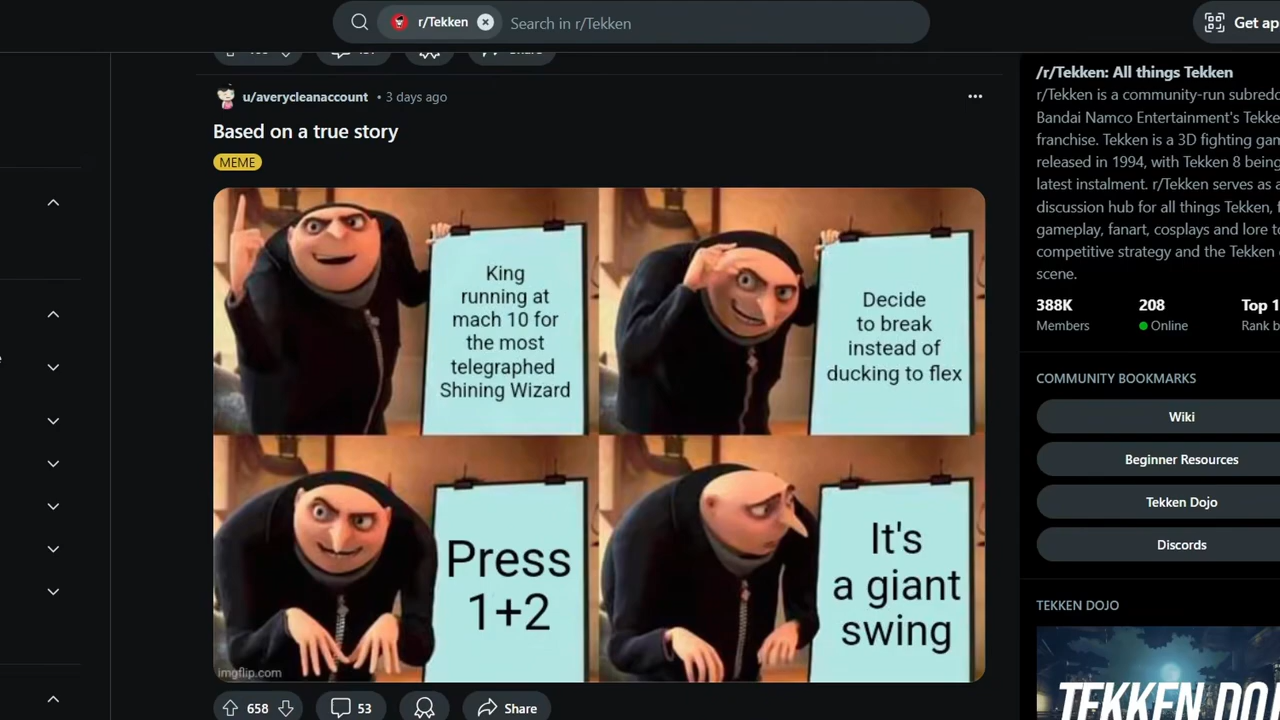 r/Tekken
Search in r/Tekken
Get ap
u/averycleanaccount • 3 days ago
Based on a true story
MEME
King
running at
mach 10 for
the most
telegraphed
Shining Wizard
Decide
to break
instead of
ducking to flex
Press
1+2
It's
a giant
swing
imgflip.com
658
53
Share
/r/Tekken: All things Tekken
r/Tekken is a community-run subredd
Bandai Namco Entertainment's Tekke
franchise. Tekken is a 3D fighting gam
released in 1994, with Tekken 8 being
latest instalment. r/Tekken serves as a
discussion hub for all things Tekken, f
gameplay, fanart, cosplays and lore to
competitive strategy and the Tekken
scene.
388K
Members
208
Online
Top 1
Rank b
COMMUNITY BOOKMARKS
Wiki
Beginner Resources
Tekken Dojo
Discords
TEKKEN DOJO
TEKKEN DO